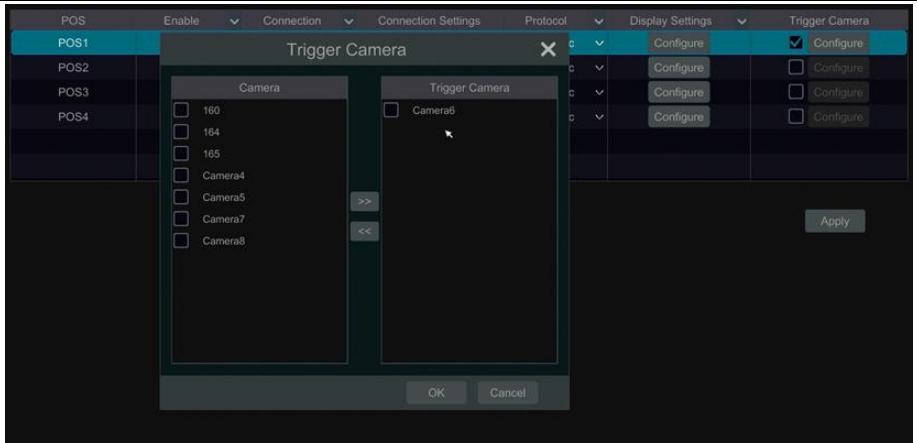 POS Enable Connection Connection Settings Protocol Display Settings Trigger Camera
POS1 Configure Configure
POS2 Configure Configure
POS3 Configure Configure
POS4 Configure Configure
Trigger Camera
Camera
160
164
165
Camera4
Camera5
Camera7
Camera8
>>
<<
Trigger Camera
Camera6
OK Cancel
Apply